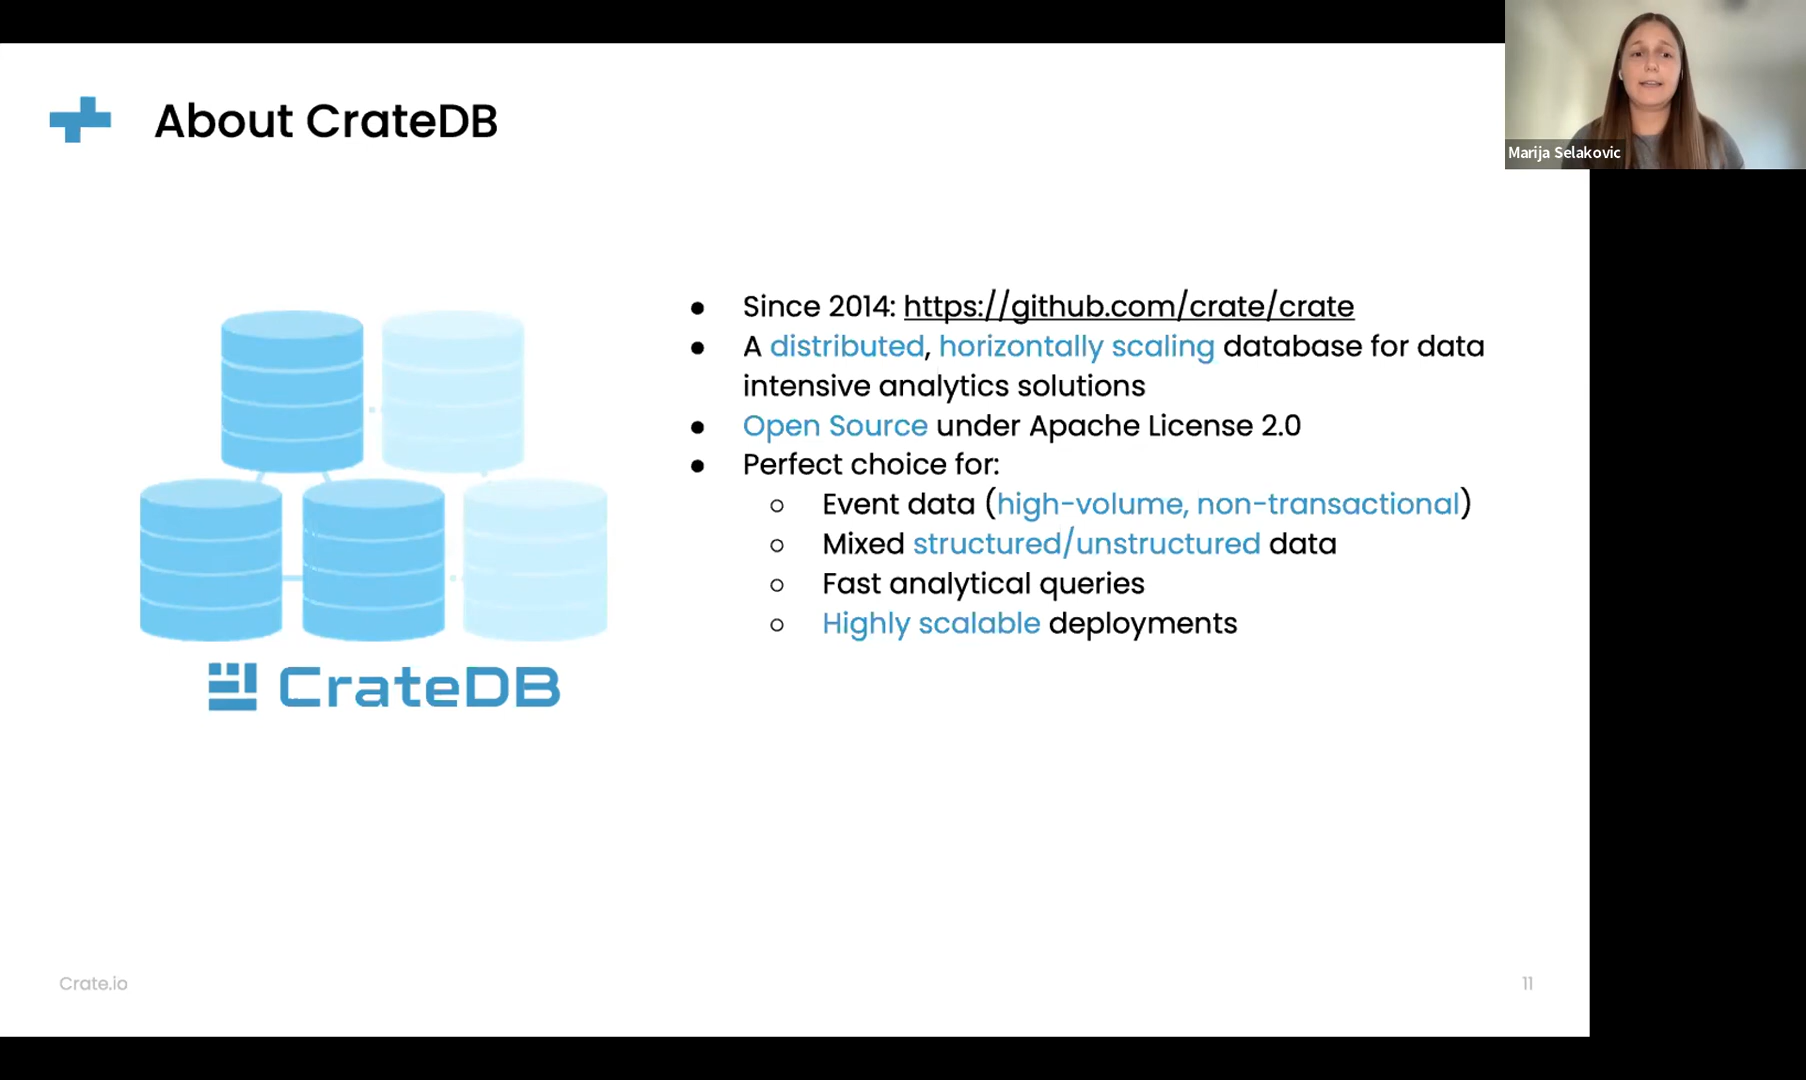 About CrateDB
Marija Selakovic
● Since 2014: https://github.com/crate/crate
● A distributed, horizontally scaling database for data
intensive analytics solutions
● Open Source under Apache License 2.0
● Perfect choice for:
○ Event data (high-volume, non-transactional)
○ Mixed structured/unstructured data
○ Fast analytical queries
○ Highly scalable deployments
CrateDB
Crate.io
11